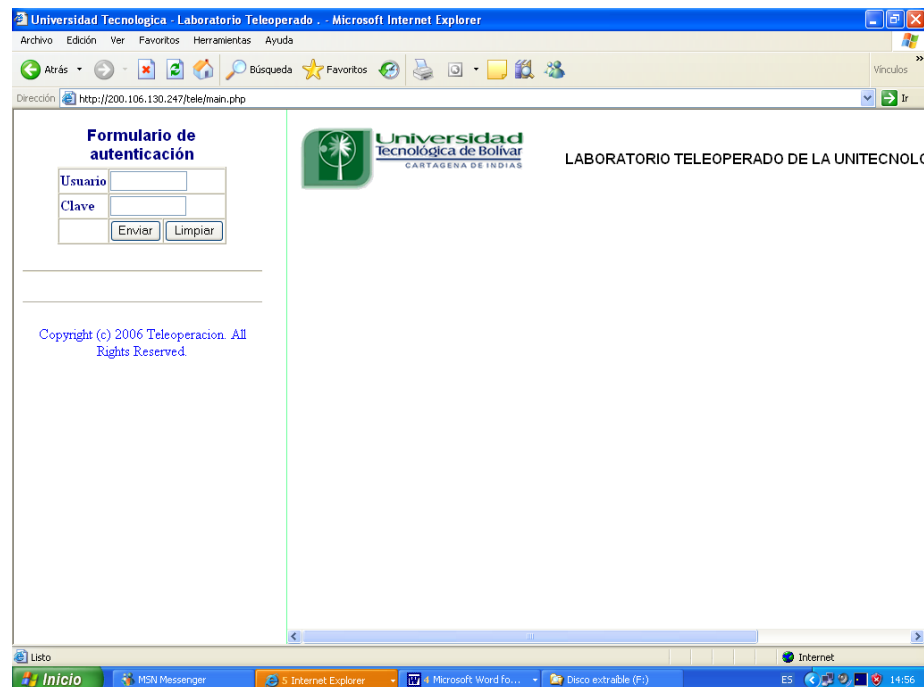 Universidad Tecnologica - Laboratorio Teleoperado . - Microsoft Internet Explorer
Archivo Edición Ver Favoritos Herramientas Ayuda
Atrás Búsqueda Favoritos Vínculos »
Dirección http://200.106.130.247/tele/main.php Ir
Formulario de
autenticación
Usuario
Clave
Enviar Limpiar
Copyright (c) 2006 Teleoperacion. All
Rights Reserved.
Universidad
Tecnológica de Bolívar
CARTAGENA DE INDIAS
LABORATORIO TELEOPERADO DE LA UNITECNOLO
Listo Internet
Inicio MSN Messenger 5 Internet Explorer 4 Microsoft Word fo... Disco extraíble (F:) ES 14:56